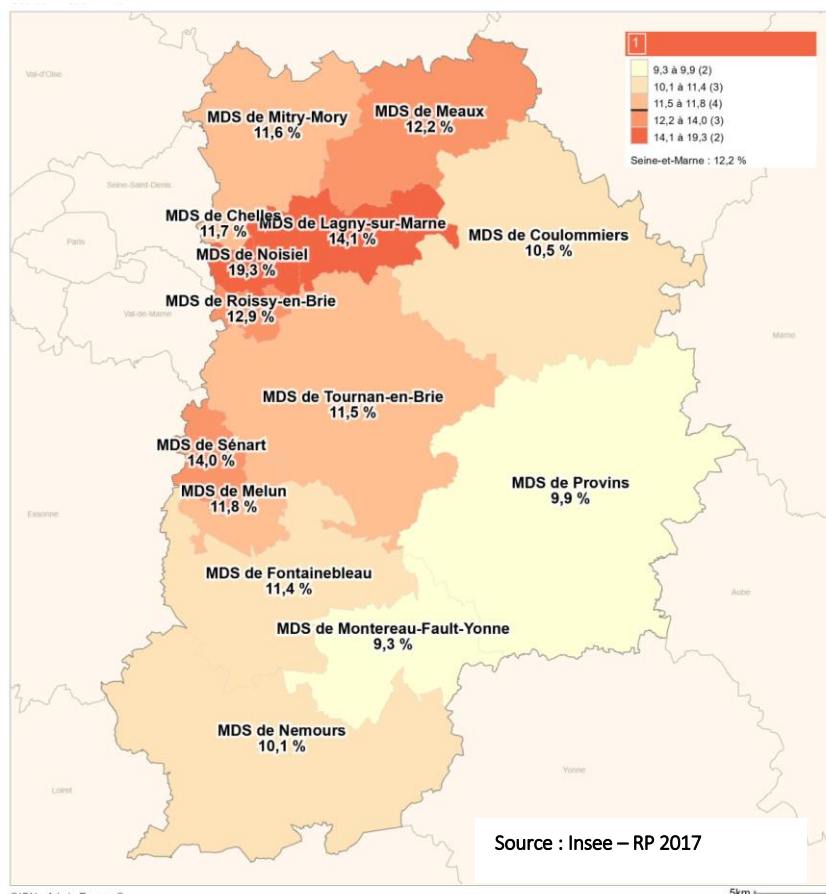 Val-d'Oise
1
9,3 à 9,9 (2)
10,1 à 11,4 (3)
11,5 à 11,8 (4)
12,2 à 14,0 (3)
14,1 à 19,3 (2)
Seine-et-Marne : 12,2 %
MDS de Mitry-Mory
11,6 %
MDS de Meaux
12,2 %
Seine-Saint-Denis
MDS de Chelles
11,7 %
MDS de Lagny-sur-Marne
14,1 %
Paris
MDS de Noisiel
19,3 %
MDS de Coulommiers
10,5 %
MDS de Roissy-en-Brie
12,9 %
Val-de-Marne
Marne
MDS de Tournan-en-Brie
11,5 %
MDS de Sénart
14,0 %
MDS de Melun
11,8 %
MDS de Provins
9,9 %
Essonne
MDS de Fontainebleau
11,4 %
Aube
MDS de Montereau-Fault-Yonne
9,3 %
MDS de Nemours
10,1 %
Loiret
Yonne
Source : Insee – RP 2017
5km